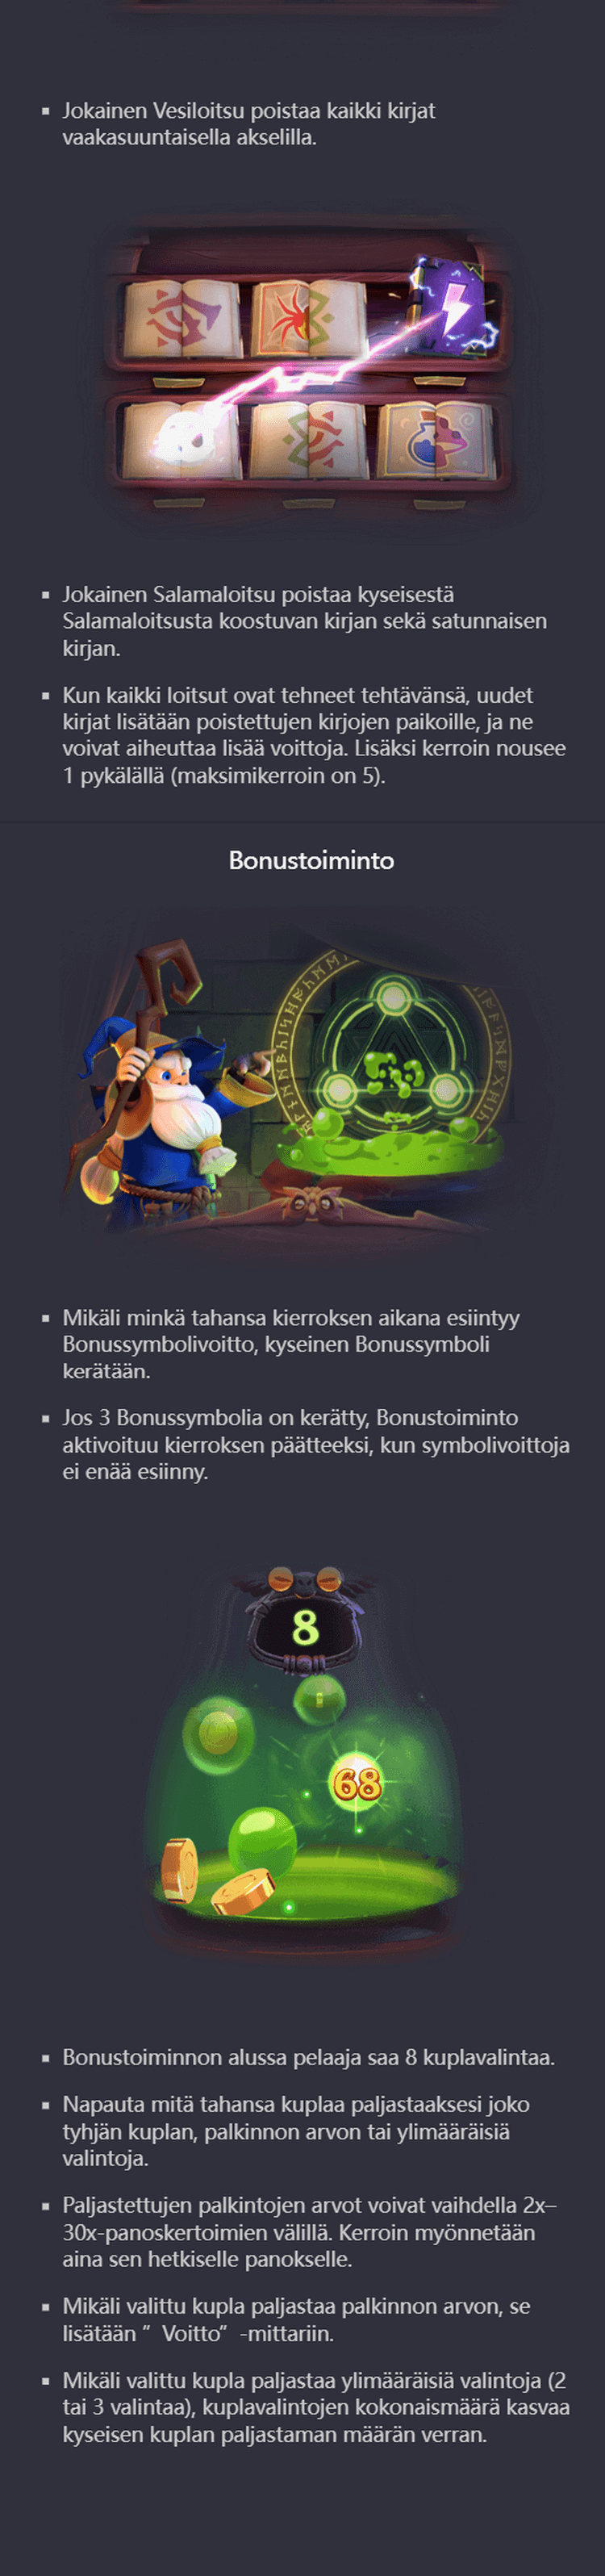 Jokainen Vesiloitsu poistaa kaikki kirjat
vaakasuuntaisella akselilla.
Jokainen Salamaloitsu poistaa kyseisestä
Salamaloitsusta koostuvan kirjan sekä satunnaisen
kirjan.
Kun kaikki loitsut ovat tehneet tehtävänsä, uudet
kirjat lisätään poistettujen kirjojen paikoille, ja ne
voivat aiheuttaa lisää voittoja. Lisäksi kerroin nousee
1 pykälällä (maksimikerroin on 5).
Bonustoiminto
Mikäli minkä tahansa kierroksen aikana esiintyy
Bonussymbolivoitto, kyseinen Bonussymboli
kerätään.
Jos 3 Bonussymbolia on kerätty, Bonustoiminto
aktivoituu kierroksen päätteeksi, kun symbolivoittoja
ei enää esiinny.
8
68
Bonustoiminnon alussa pelaaja saa 8 kuplavalintaa.
Napauta mitä tahansa kuplaa paljastaaksesi joko
tyhjän kuplan, palkinnon arvon tai ylimääräisiä
valintoja.
Paljastettujen palkintojen arvot voivat vaihdella 2x–
30x-panoskertoimien välillä. Kerroin myönnetään
aina sen hetkiselle panokselle.
Mikäli valittu kupla paljastaa palkinnon arvon, se
lisätään “ Voitto” -mittariin.
Mikäli valittu kupla paljastaa ylimääräisiä valintoja (2
tai 3 valintaa), kuplavalintojen kokonaismäärä kasvaa
kyseisen kuplan paljastaman määrän verran.